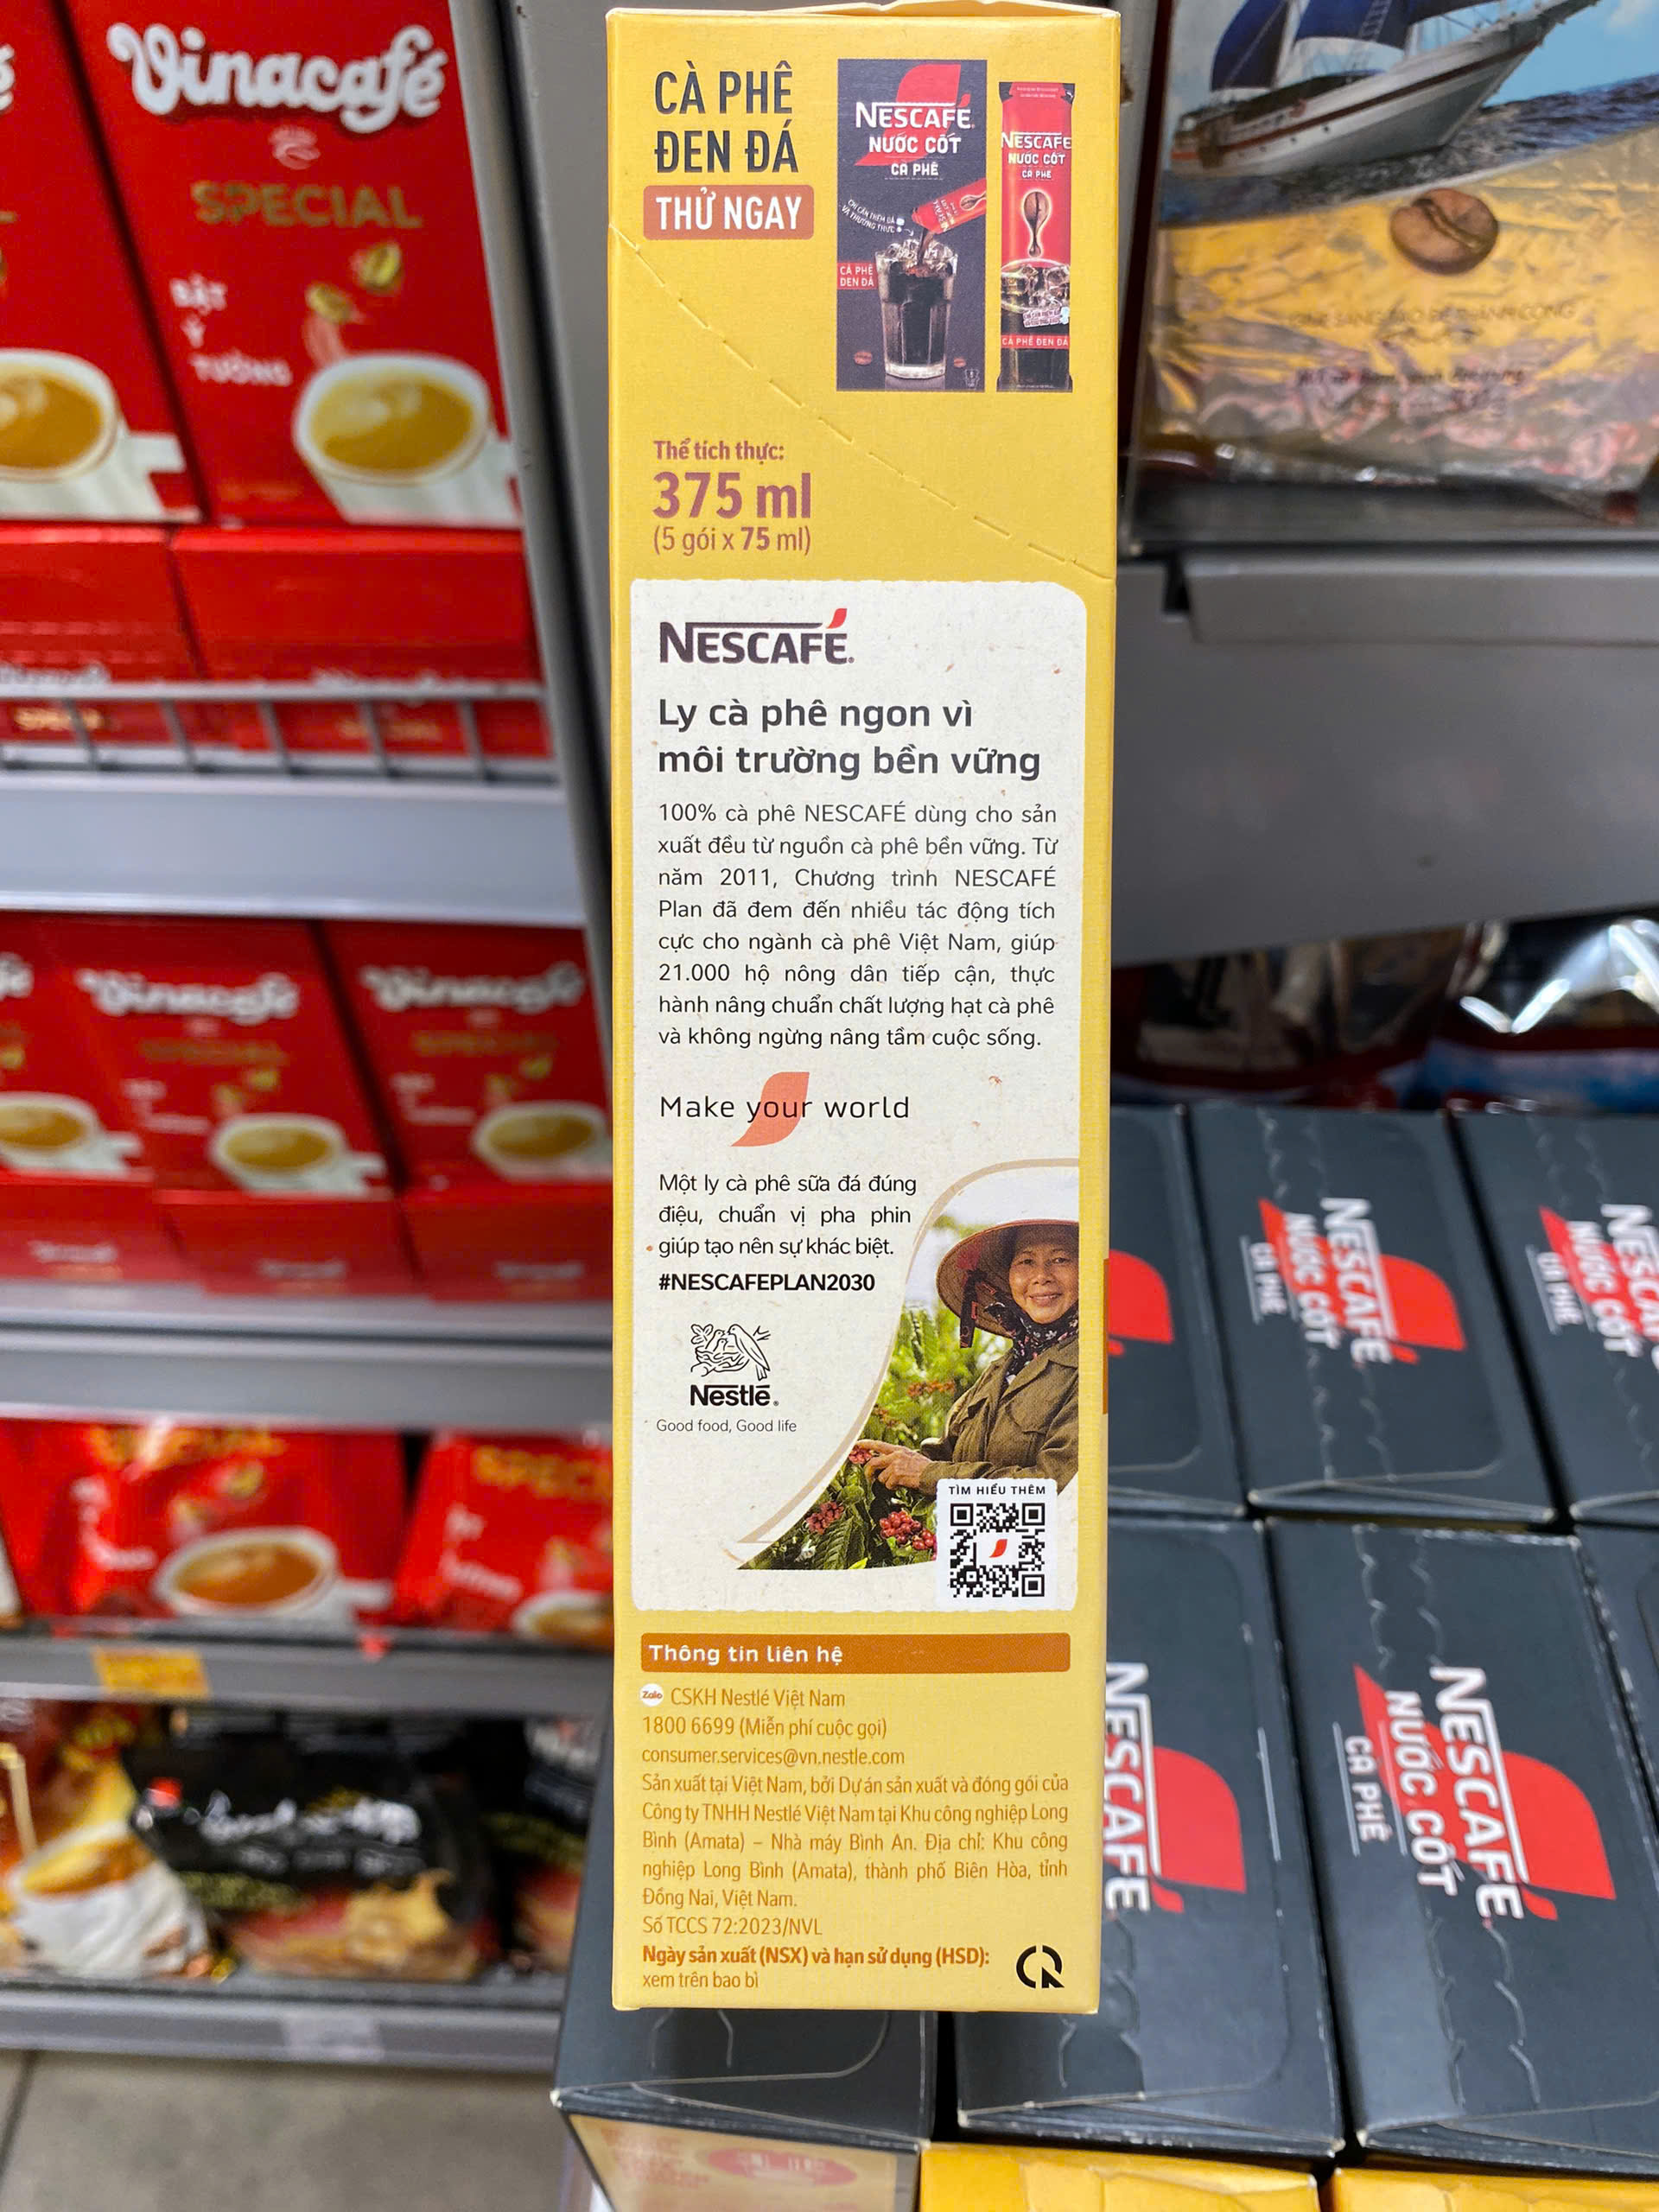 CÀ PHÊ
ĐEN ĐÁ
THỬ NGAY
NESCAFÉ
NƯỚC CỐT
CÀ PHÊ
CÀ PHÊ
ĐEN ĐÁ
NESCAFÉ
NƯỚC CỐT
CÀ PHÊ
CÀ PHÊ ĐEN ĐÁ
Thể tích thực:
375 ml
(5 gói x 75 ml)
NESCAFÉ.
Ly cà phê ngon vì
môi trường bền vững
100% cà phê NESCAFÉ dùng cho sản
xuất đều từ nguồn cà phê bền vững. Từ
năm 2011, Chương trình NESCAFÉ
Plan đã đem đến nhiều tác động tích
cực cho ngành cà phê Việt Nam, giúp
21.000 hộ nông dân tiếp cận, thực
hành nâng chuẩn chất lượng hạt cà phê
và không ngừng nâng tầm cuộc sống.
Make your world
Một ly cà phê sữa đá đúng
điệu, chuẩn vị pha phin
giúp tạo nên sự khác biệt.
#NESCAFEPLAN2030
Nestlé.
Good food, Good life
TÌM HIỂU THÊM
Thông tin liên hệ
Zalo CSKH Nestlé Việt Nam
1800 6699 (Miễn phí cuộc gọi)
consumer.services@vn.nestle.com
Sản xuất tại Việt Nam, bởi Dự án sản xuất và đóng gói của
Công ty TNHH Nestlé Việt Nam tại Khu công nghiệp Long
Bình (Amata) – Nhà máy Bình An. Địa chỉ: Khu công
nghiệp Long Bình (Amata), thành phố Biên Hòa, tỉnh
Đồng Nai, Việt Nam.
Số TCCS 72:2023/NVL
Ngày sản xuất (NSX) và hạn sử dụng (HSD):
xem trên bao bì
Vinacafé
SPECIAL
BẬT
Ý
TƯỞNG
Vinacafé
SPECIAL
Vinacafé
SPECIAL
NESCAFÉ
NƯỚC CỐT
CÀ PHÊ
NƯỚC CỐT
CÀ PHÊ
NESCAFÉ
NESCAFÉ
NƯỚC CỐT
CÀ PHÊ